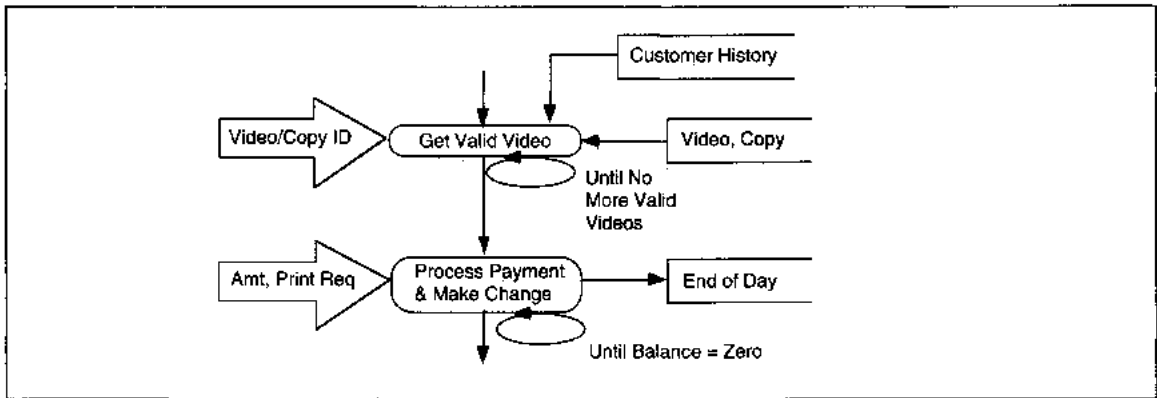 Customer History
Video/Copy ID
Get Valid Video
Video, Copy
Until No
More Valid
Videos
Amt, Print Req
Process Payment
& Make Change
End of Day
Until Balance = Zero